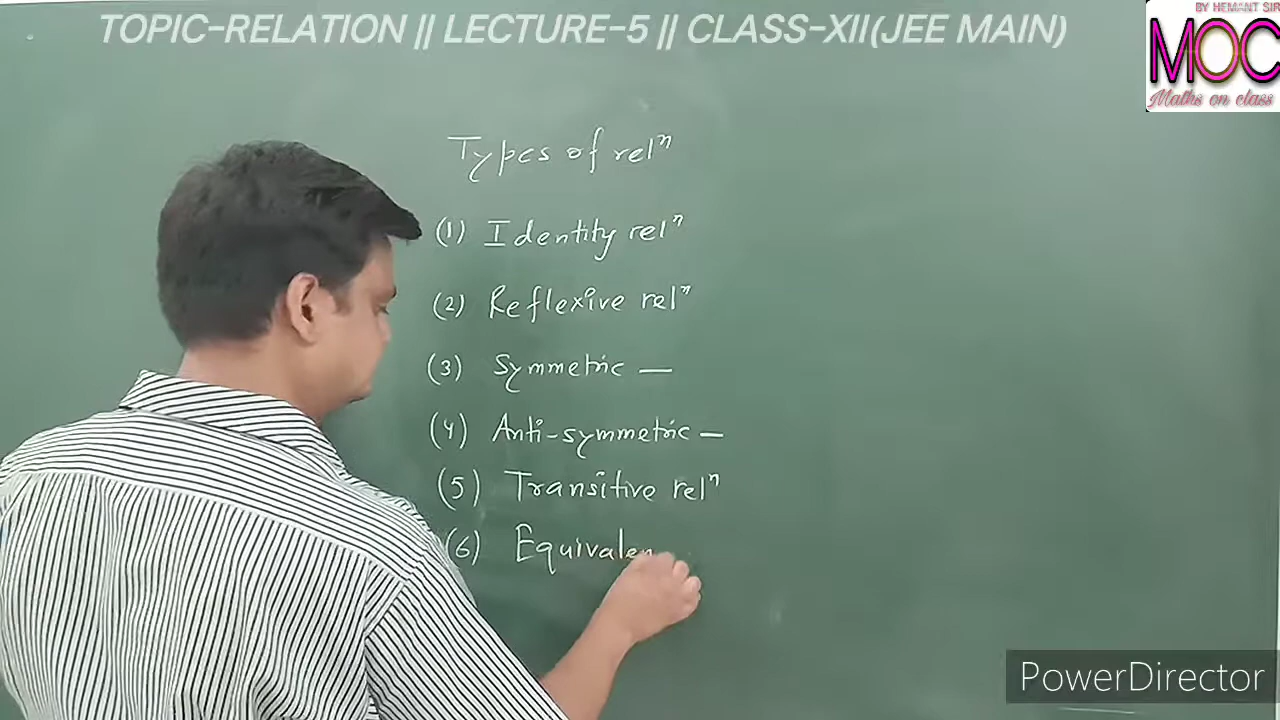 TOPIC-RELATION || LECTURE-5 || CLASS-XII(JEE MAIN)
BY HEMANT SIR
MOC
Maths on class
Types of relⁿ
(1) Identity relⁿ
(2) Reflexive relⁿ
(3) Symmetric —
(4) Anti-symmetric —
(5) Transitive relⁿ
(6) Equivalen
PowerDirector